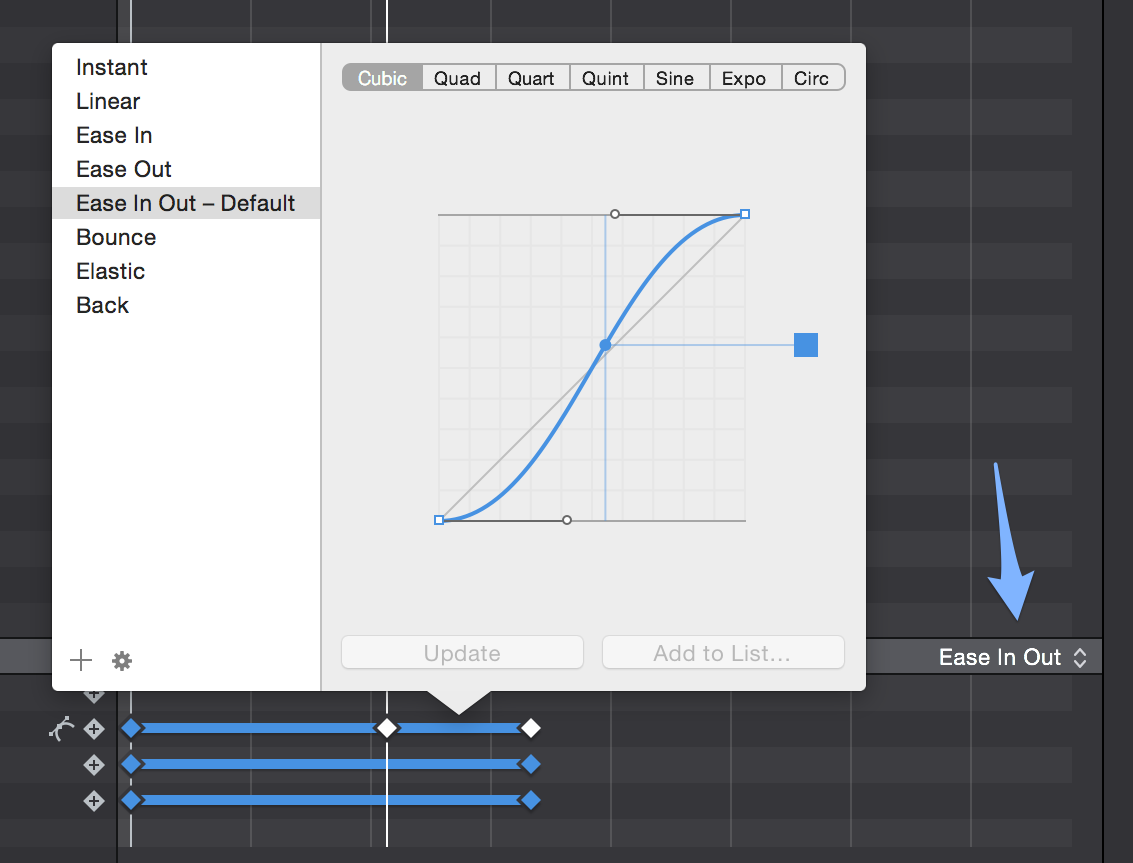 Instant
Linear
Ease In
Ease Out
Ease In Out – Default
Bounce
Elastic
Back
Cubic Quad Quart Quint Sine Expo Circ
Update Add to List...
Ease In Out